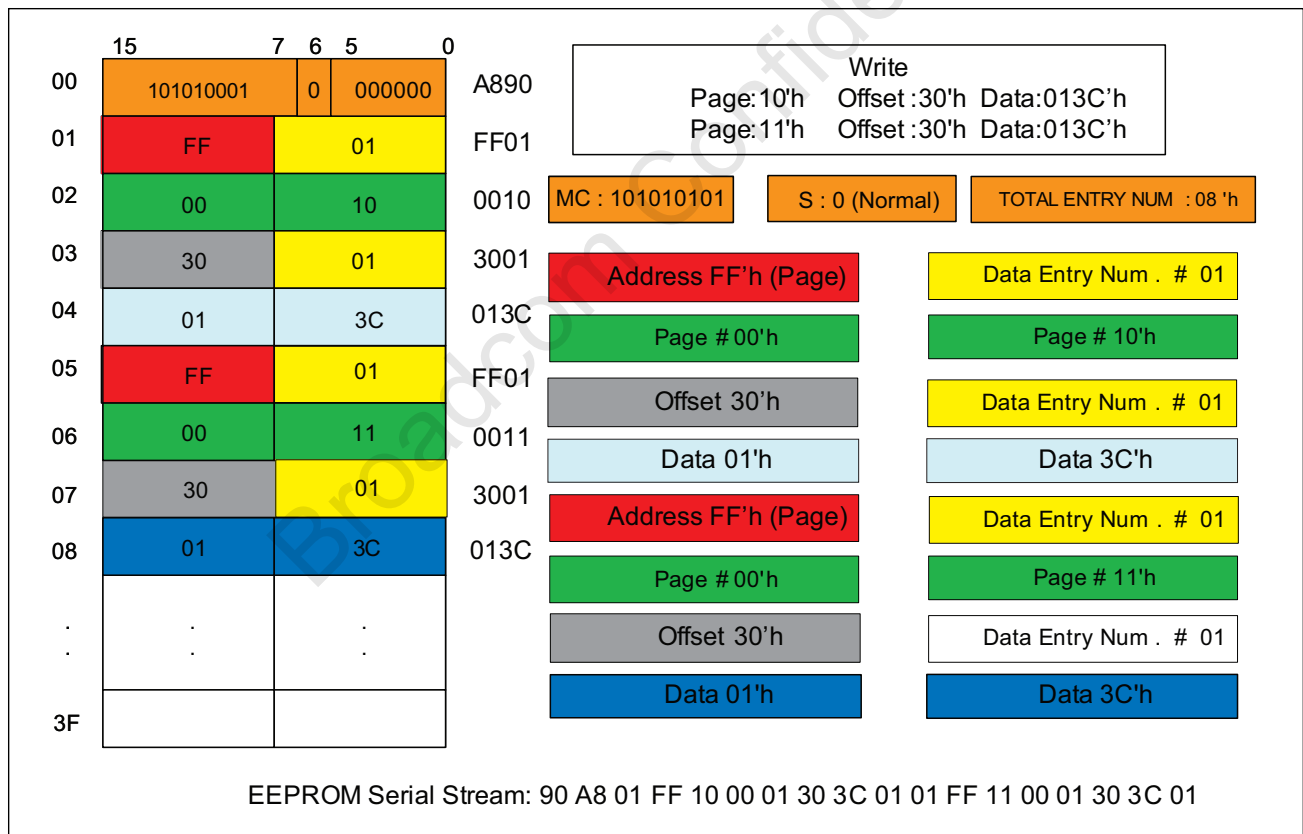 15 7 6 5 0
00 101010001 0 000000 A890
01 FF 01 FF01
02 00 10 0010
03 30 01 3001
04 01 3C 013C
05 FF 01 FF01
06 00 11 0011
07 30 01 3001
08 01 3C 013C
. . .
. . .
3F
Write
Page:10'h Offset :30'h Data:013C'h
Page:11'h Offset :30'h Data:013C'h
MC : 101010101 S : 0 (Normal) TOTAL ENTRY NUM : 08 'h
Address FF'h (Page) Data Entry Num . # 01
Page # 00'h Page # 10'h
Offset 30'h Data Entry Num . # 01
Data 01'h Data 3C'h
Address FF'h (Page) Data Entry Num . # 01
Page # 00'h Page # 11'h
Offset 30'h Data Entry Num . # 01
Data 01'h Data 3C'h
EEPROM Serial Stream: 90 A8 01 FF 10 00 01 30 3C 01 01 FF 11 00 01 30 3C 01
Broadcom